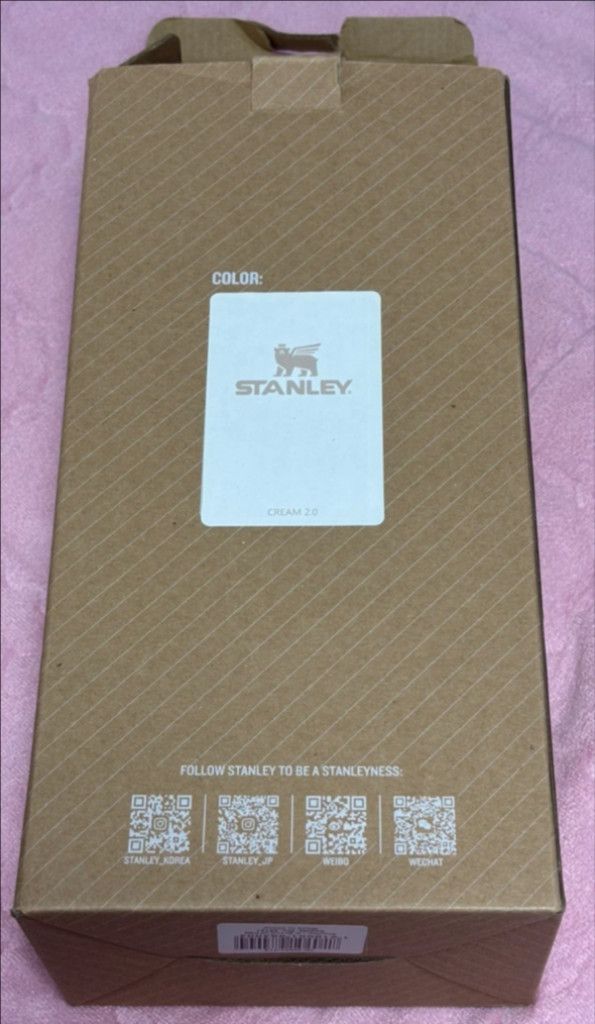 COLOR:
STANLEY
CREAM 2.0
FOLLOW STANLEY TO BE A STANLEYNESS:
STANLEY_KOREA
STANLEY_JP
WEIBO
WECHAT